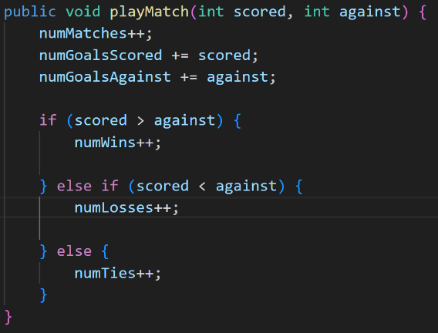 public void playMatch(int scored, int against) {
    numMatches++;
    numGoalsScored += scored;
    numGoalsAgainst += against;

    if (scored > against) {
        numWins++;

    } else if (scored < against) {
        numLosses++;

    } else {
        numTies++;
    }
}